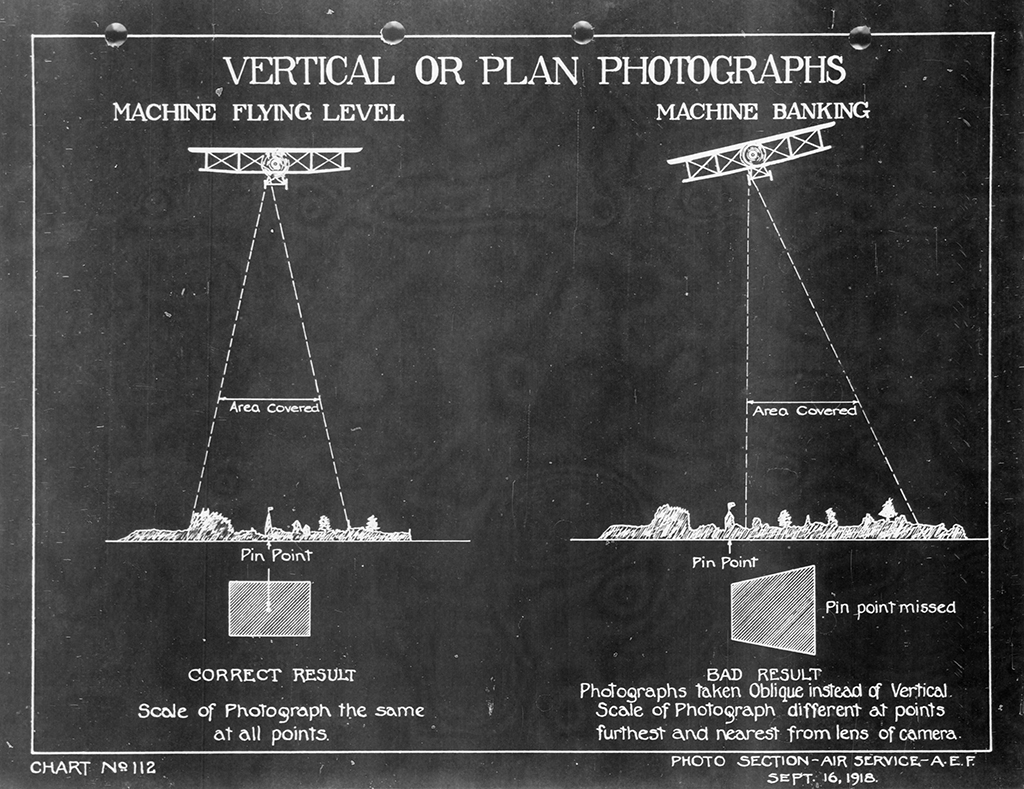 VERTICAL OR PLAN PHOTOGRAPHS
MACHINE FLYING LEVEL
MACHINE BANKING
Area Covered
Area Covered
Pin Point
Pin Point
Pin point missed
CORRECT RESULT
Scale of Photograph the same
at all points.
BAD RESULT
Photographs taken Oblique instead of Vertical.
Scale of Photograph different at points
furthest and nearest from lens of camera.
CHART No 112
PHOTO SECTION-AIR SERVICE-A.E.F.
SEPT. 16, 1918.